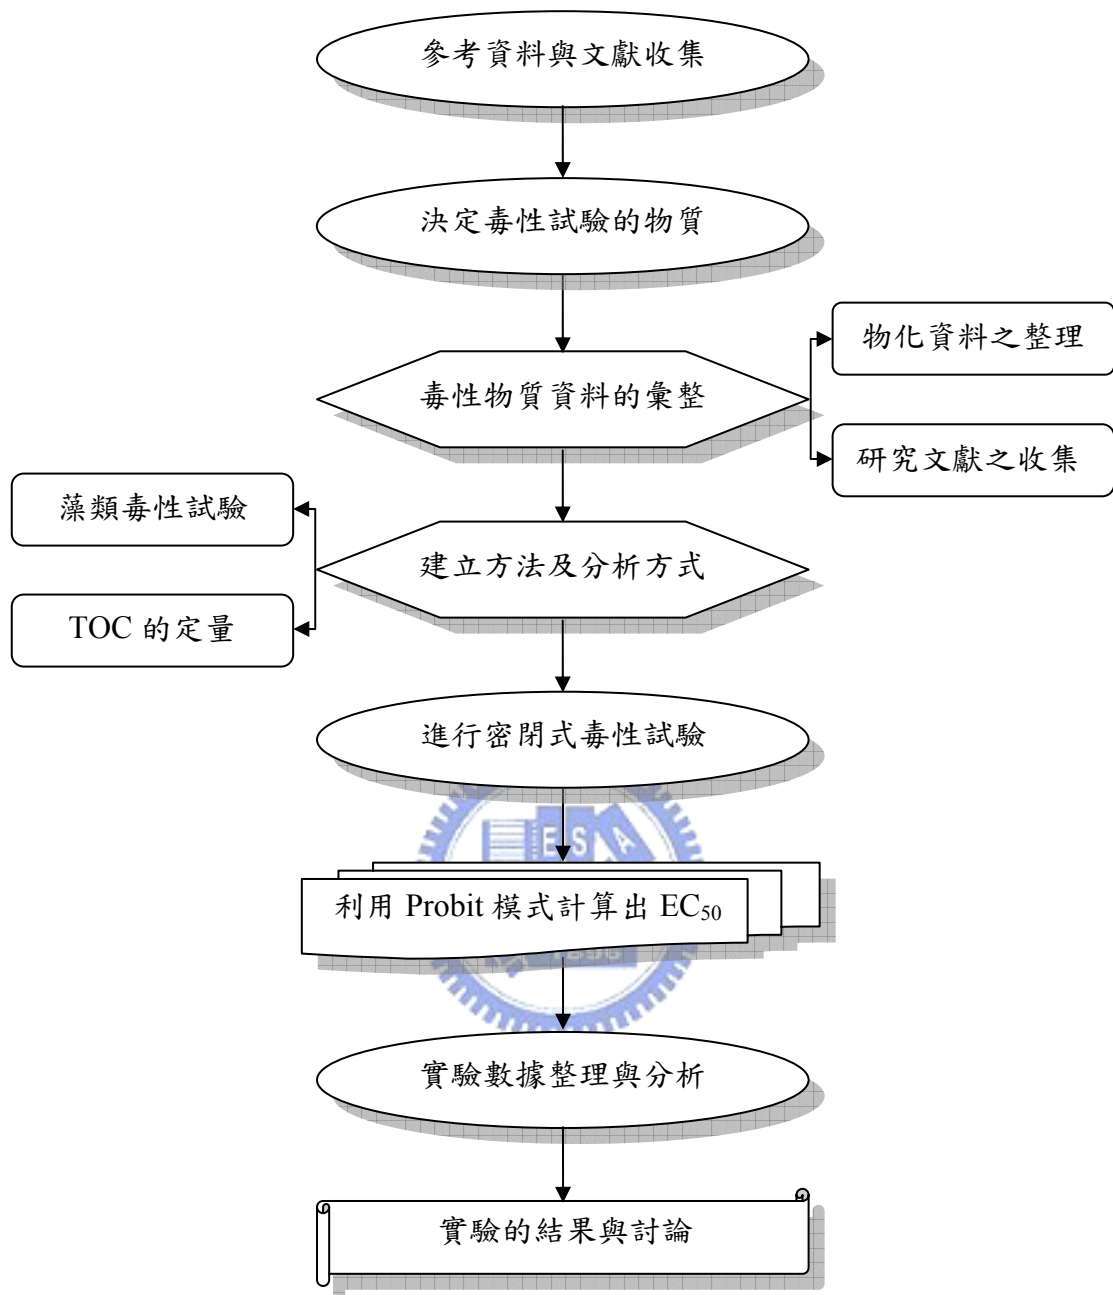 參考資料與文獻收集
決定毒性試驗的物質
毒性物質資料的彙整
物化資料之整理
研究文獻之收集
建立方法及分析方式
藻類毒性試驗
TOC 的定量
進行密閉式毒性試驗
ESA
利用 Probit 模式計算出 EC₅₀
1896
實驗數據整理與分析
實驗的結果與討論